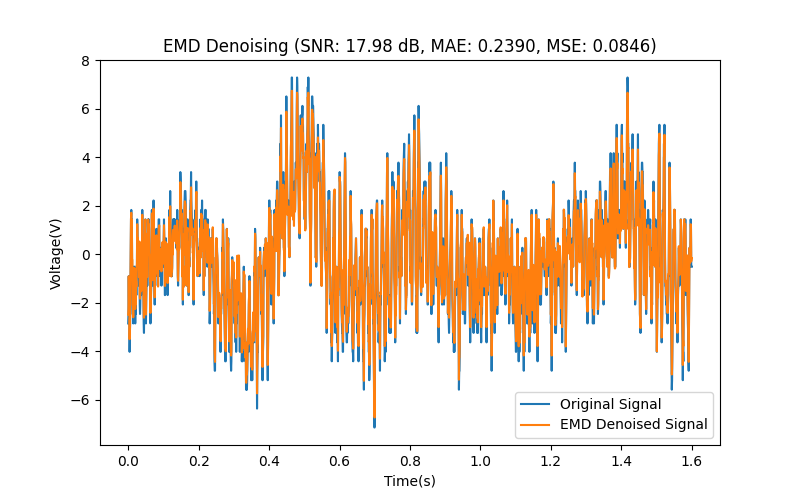 EMD Denoising (SNR: 17.98 dB, MAE: 0.2390, MSE: 0.0846)
8
6
4
2
0
−2
−4
−6
Voltage(V)
0.0 0.2 0.4 0.6 0.8 1.0 1.2 1.4 1.6
Time(s)
Original Signal
EMD Denoised Signal